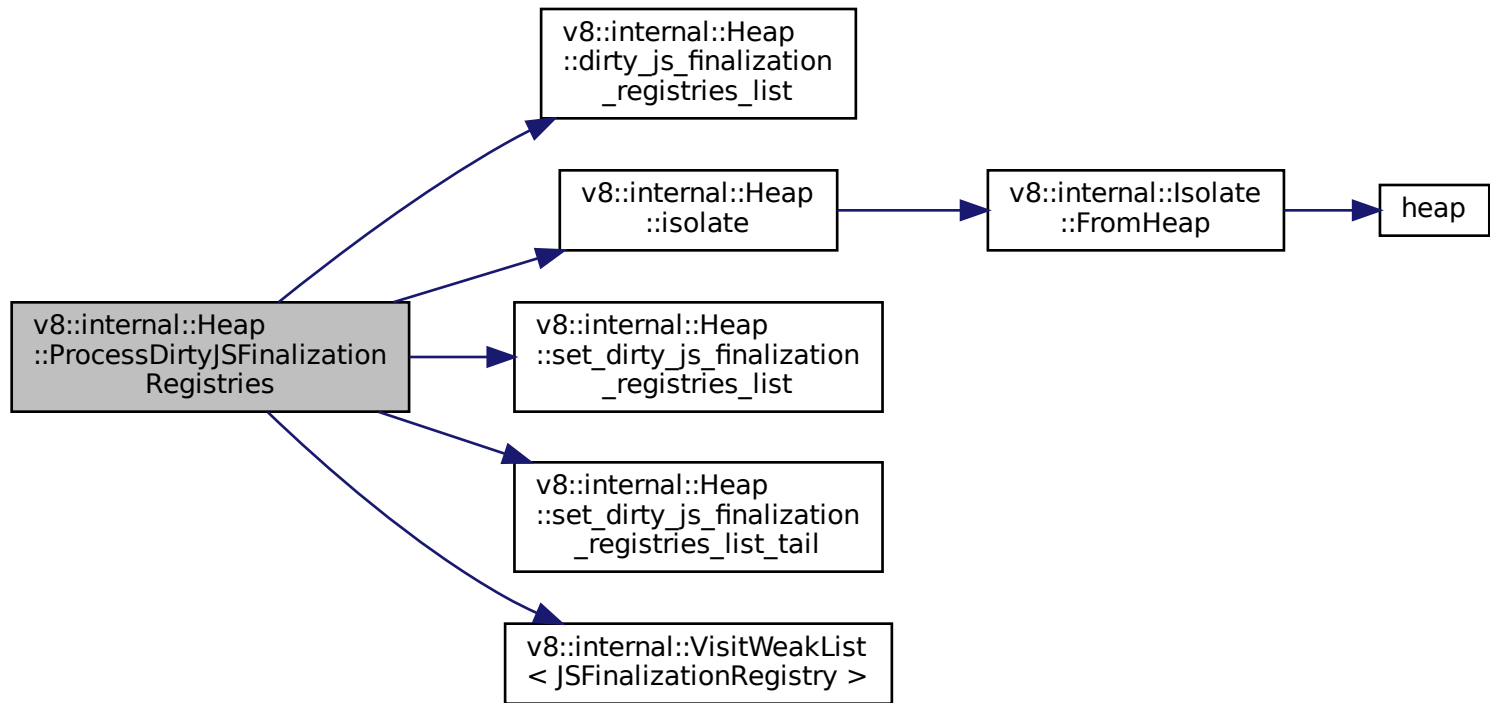 v8::internal::Heap
::dirty_js_finalization
_registries_list
v8::internal::Heap
::isolate
v8::internal::Isolate
::FromHeap
heap
v8::internal::Heap
::ProcessDirtyJSFinalization
Registries
v8::internal::Heap
::set_dirty_js_finalization
_registries_list
v8::internal::Heap
::set_dirty_js_finalization
_registries_list_tail
v8::internal::VisitWeakList
< JSFinalizationRegistry >